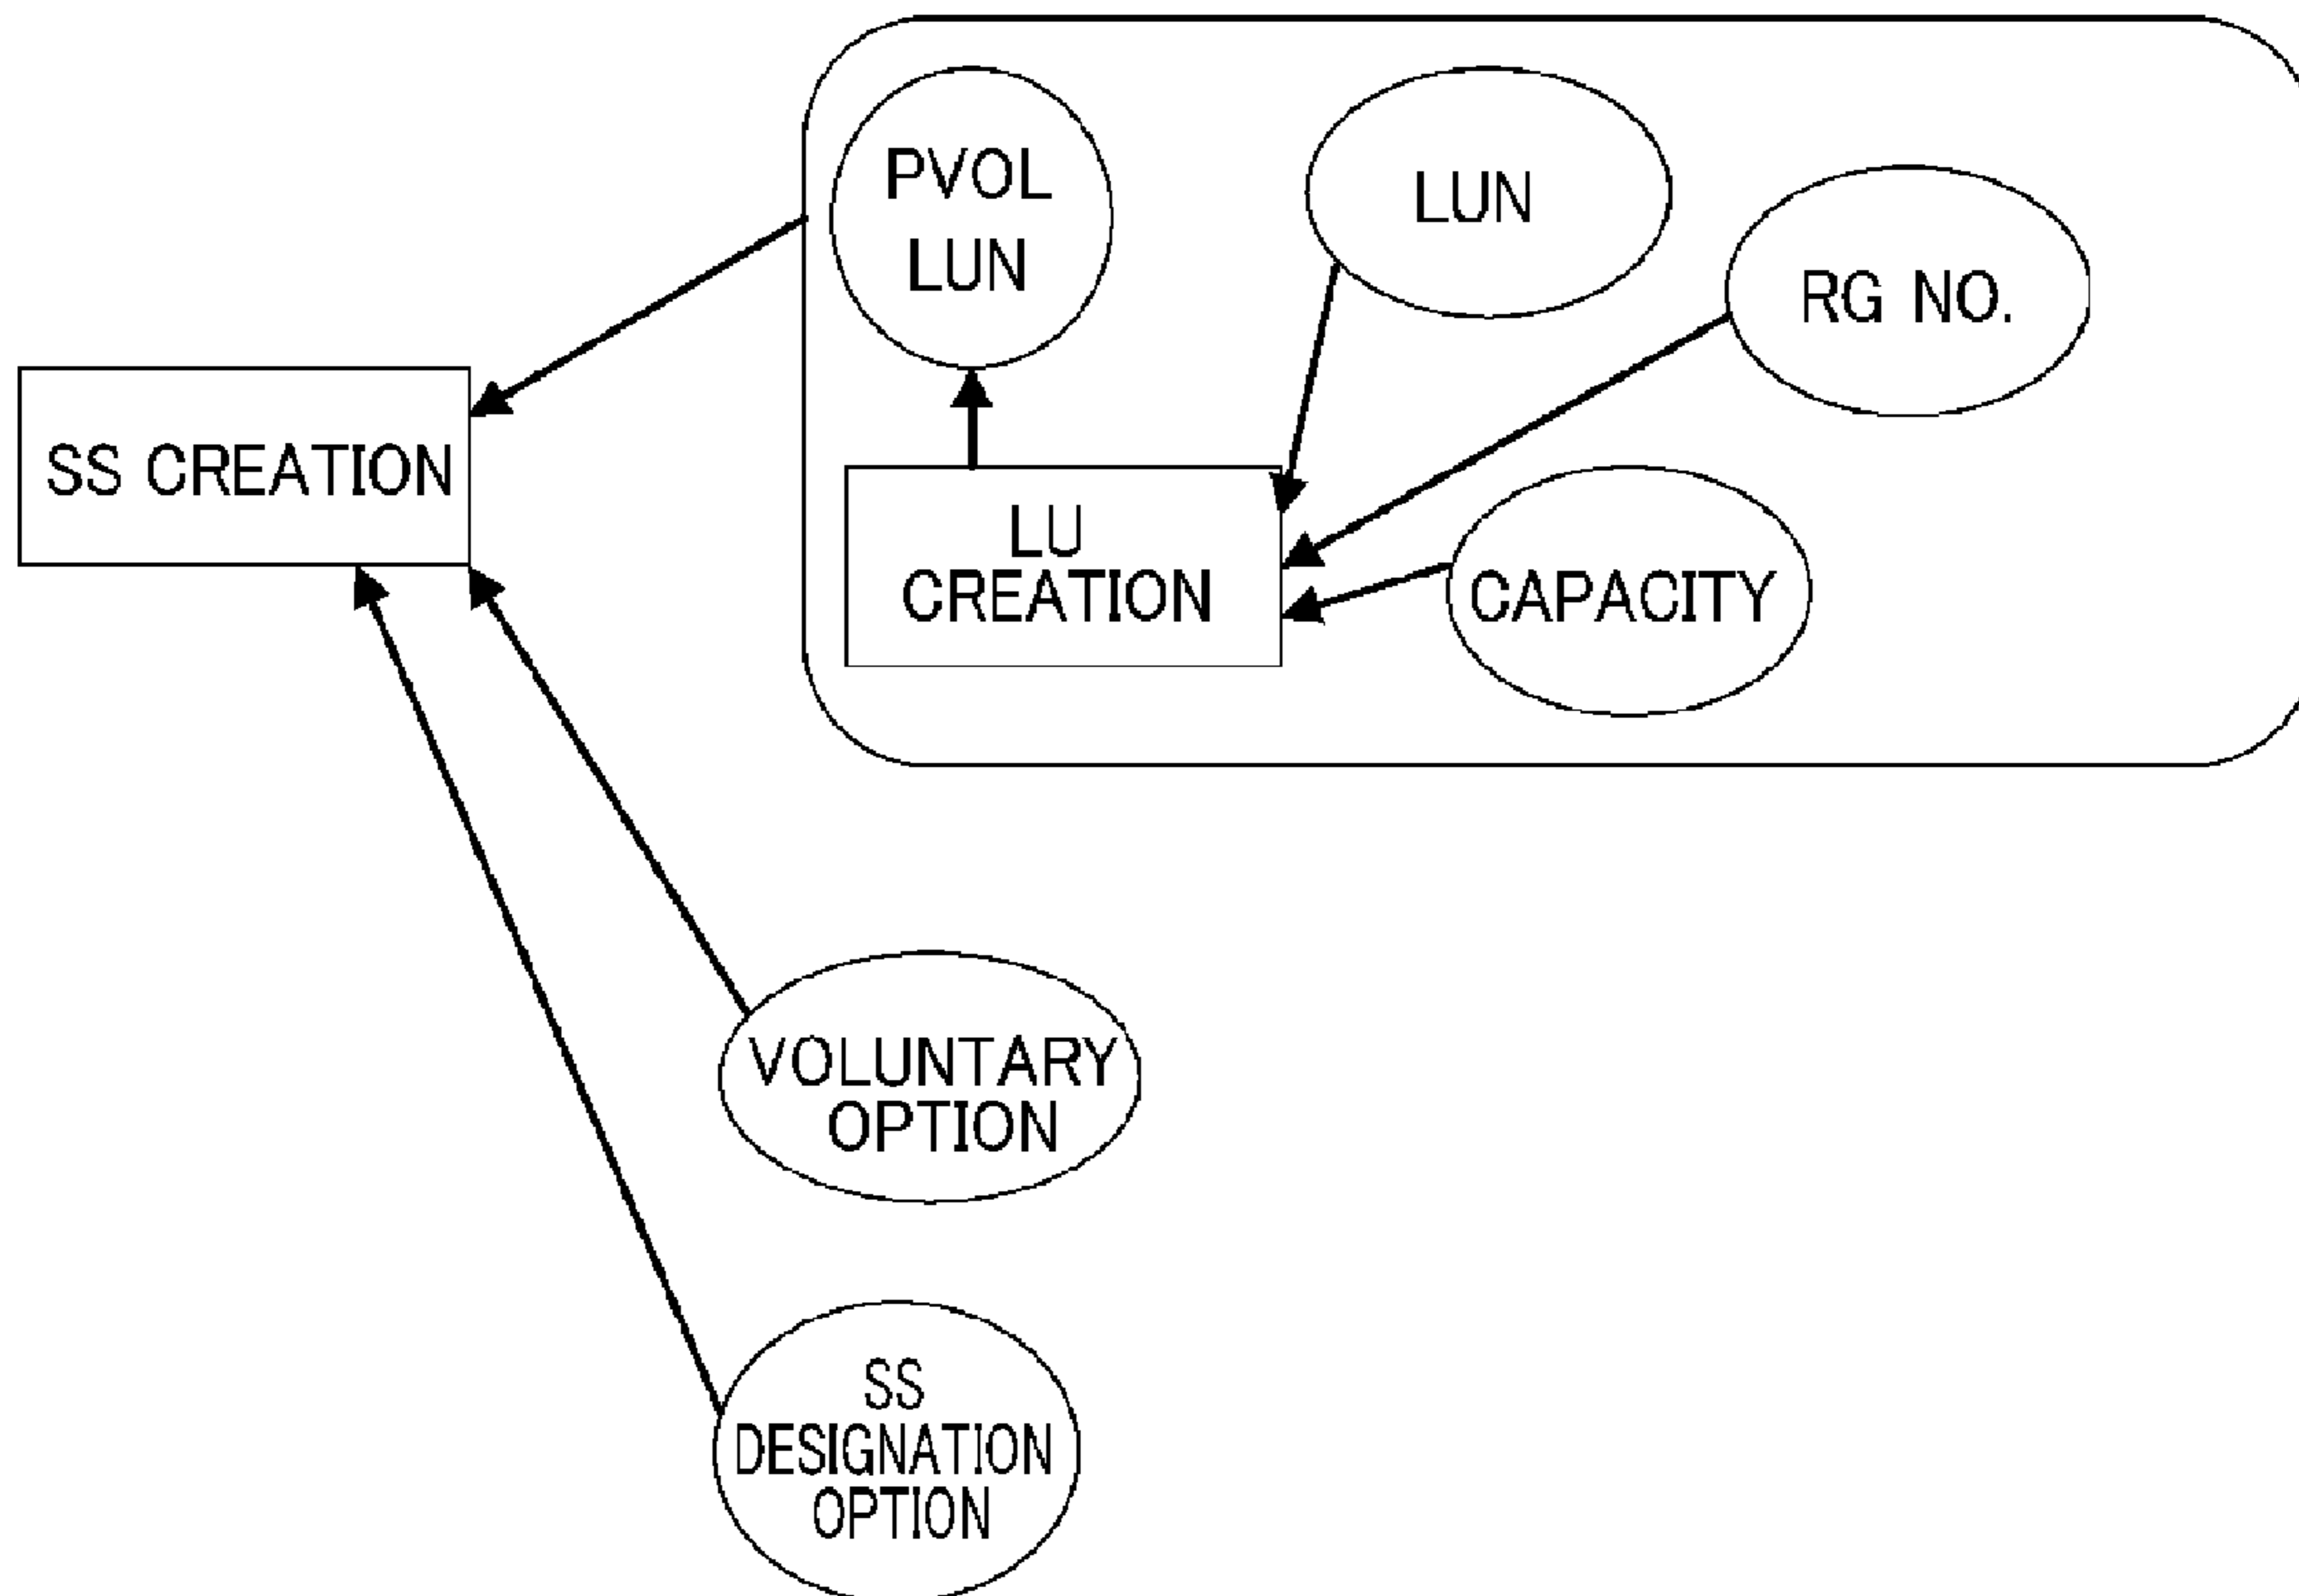 PVOL
LUN
LUN
RG NO.
SS CREATION
LU
CREATION
CAPACITY
VOLUNTARY
OPTION
SS
DESIGNATION
OPTION